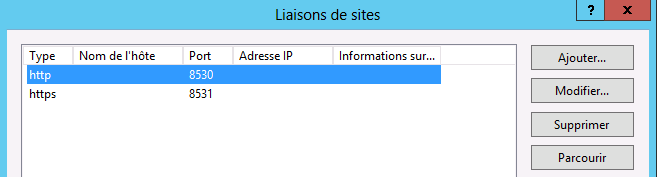 Liaisons de sites
? x
Type Nom de l'hôte Port Adresse IP Informations sur...
http 8530
https 8531
Ajouter...
Modifier...
Supprimer
Parcourir